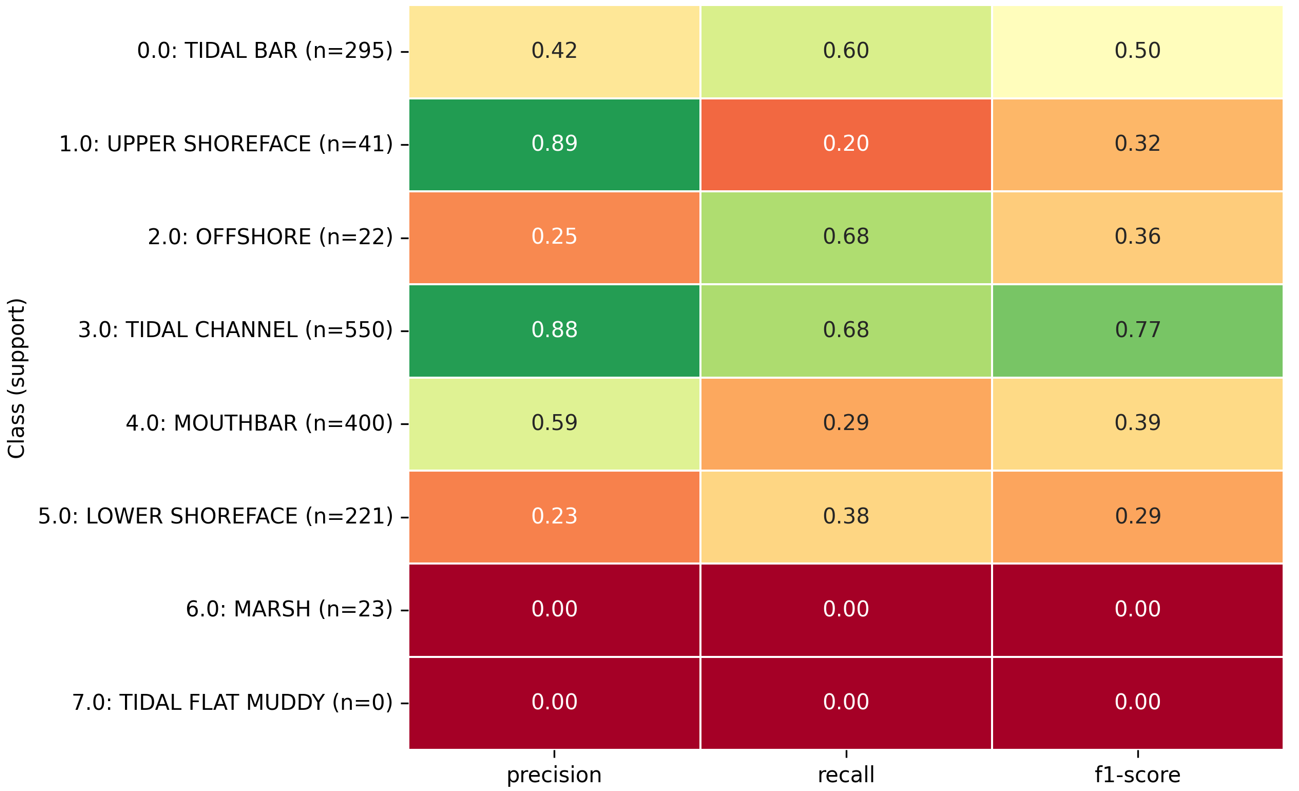 0.0: TIDAL BAR (n=295) 0.42 0.60 0.50
1.0: UPPER SHOREFACE (n=41) 0.89 0.20 0.32
2.0: OFFSHORE (n=22) 0.25 0.68 0.36
3.0: TIDAL CHANNEL (n=550) 0.88 0.68 0.77
4.0: MOUTHBAR (n=400) 0.59 0.29 0.39
5.0: LOWER SHOREFACE (n=221) 0.23 0.38 0.29
6.0: MARSH (n=23) 0.00 0.00 0.00
7.0: TIDAL FLAT MUDDY (n=0) 0.00 0.00 0.00
precision recall f1-score
Class (support)